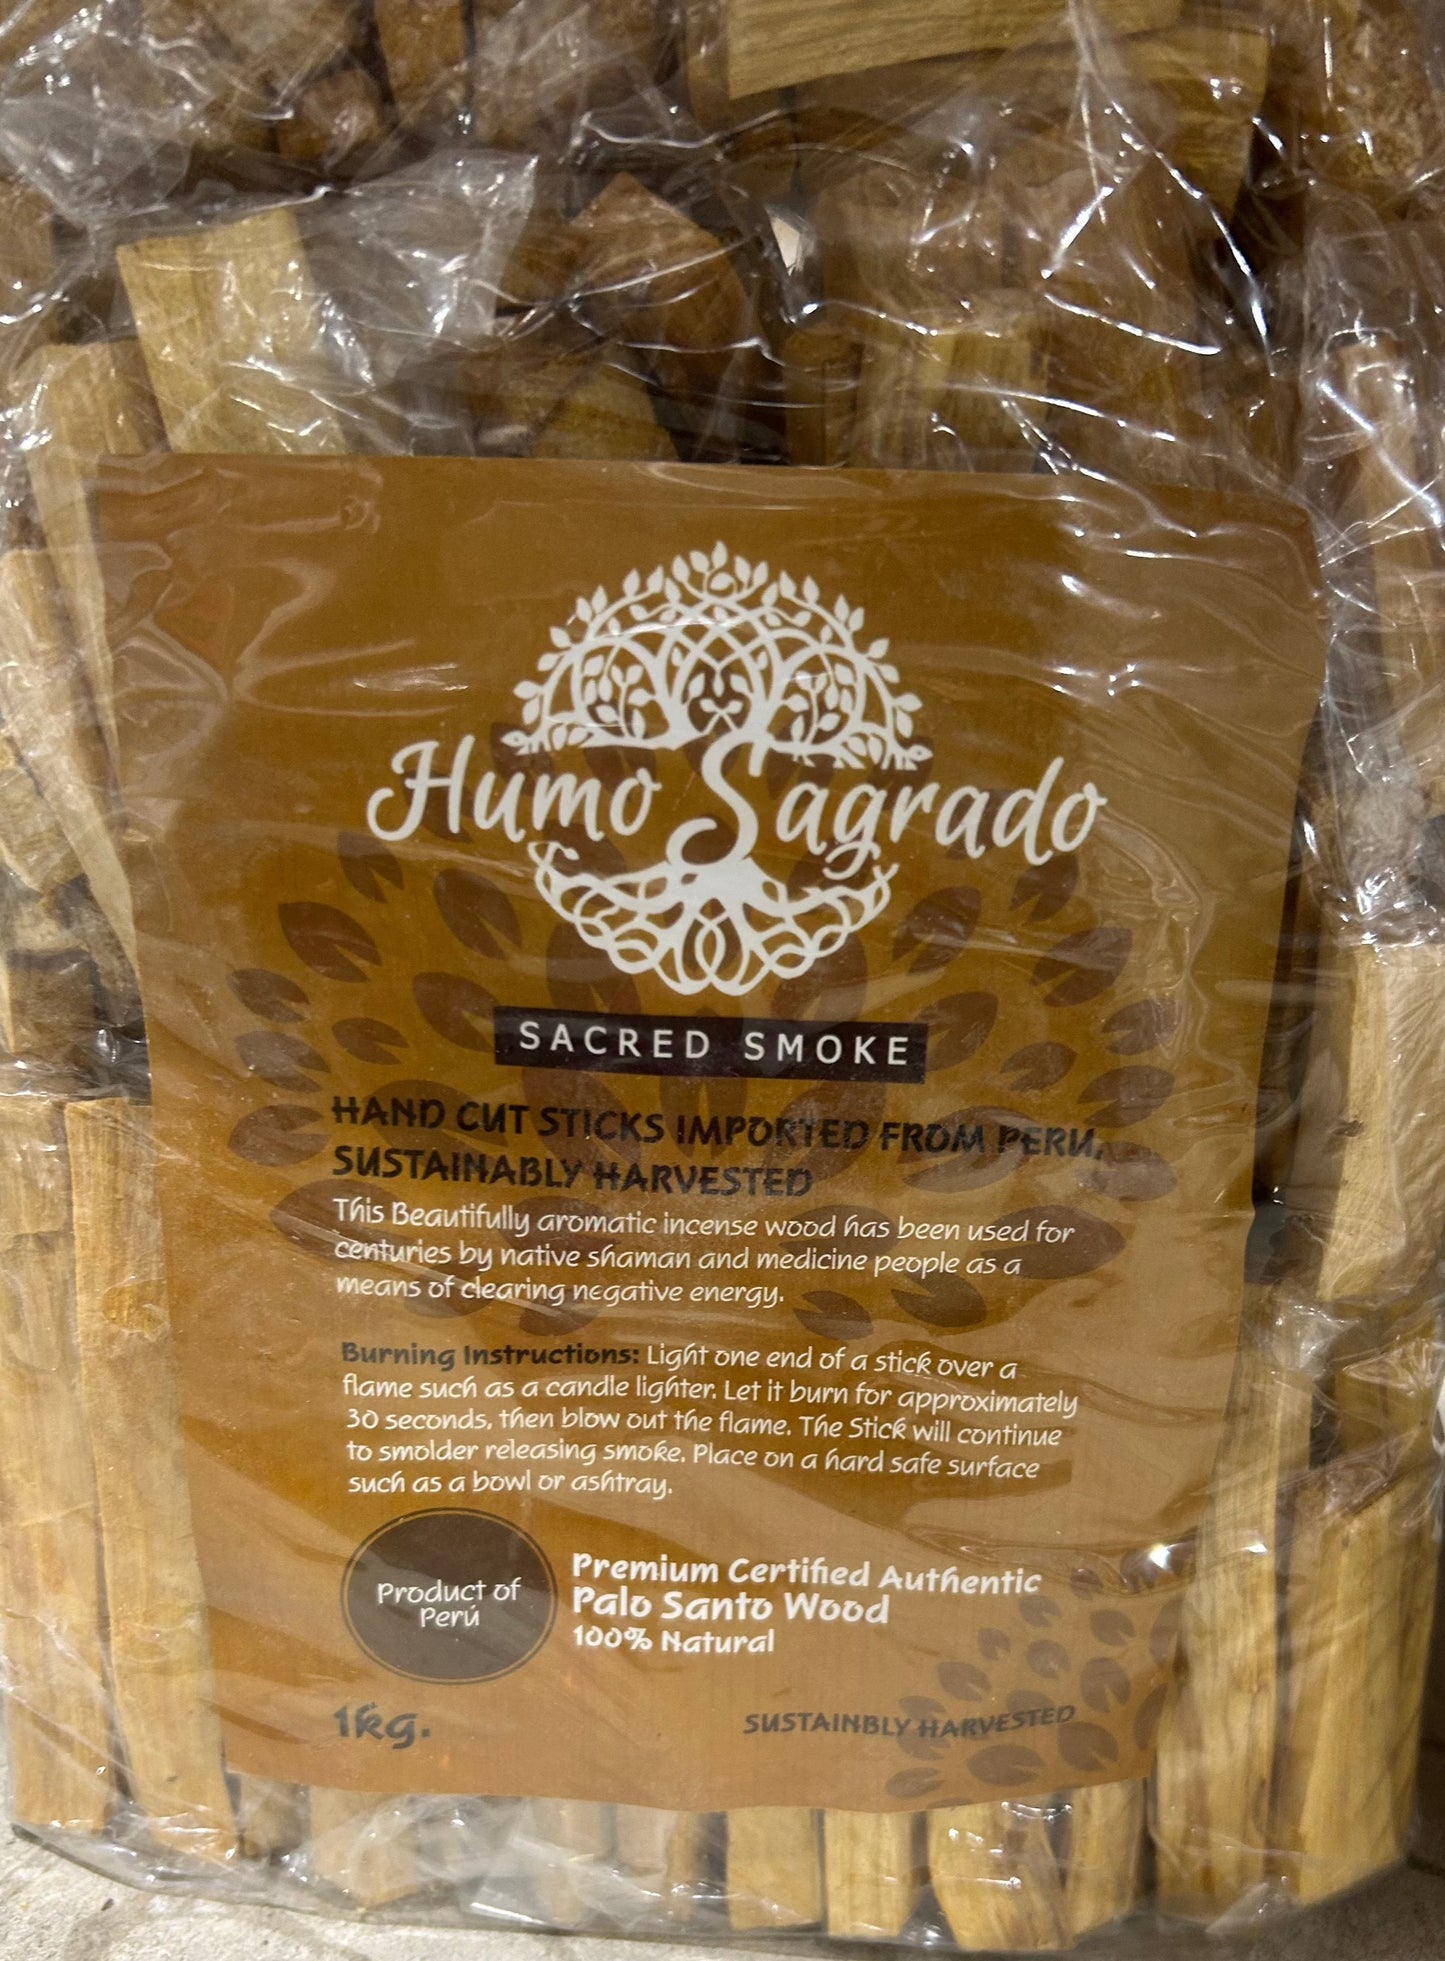 Humo Sagrado
SACRED SMOKE
HAND CUT STICKS IMPORTED FROM PERU,
SUSTAINABLY HARVESTED
This Beautifully aromatic incense wood has been used for
centuries by native shaman and medicine people as a
means of clearing negative energy.
Burning Instructions: Light one end of a stick over a
flame such as a candle lighter. Let it burn for approximately
30 seconds, then blow out the flame. The Stick will continue
to smolder releasing smoke. Place on a hard safe surface
such as a bowl or ashtray.
Product of
Perú
Premium Certified Authentic
Palo Santo Wood
100% Natural
1kg.
SUSTAINBLY HARVESTED